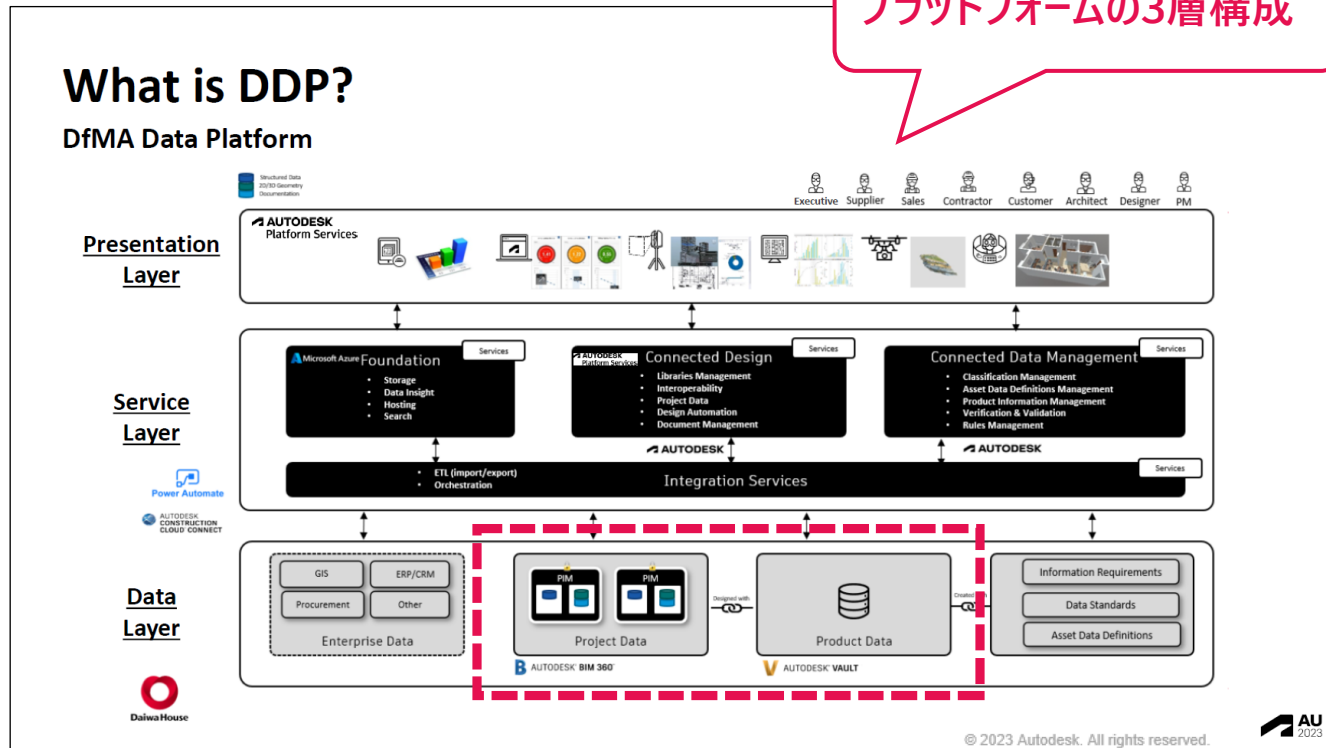 プラットフォームの3層構成
What is DDP?
DfMA Data Platform
Structured Data
2D/3D Geometry
Documentation
Executive Supplier Sales Contractor Customer Architect Designer PM
Presentation
Layer
AUTODESK
Platform Services
Service
Layer
Microsoft Azure Foundation
Services
• Storage
• Data Insight
• Hosting
• Search
AUTODESK
Platform Services
Connected Design
Services
• Libraries Management
• Interoperability
• Project Data
• Design Automation
• Document Management
Connected Data Management
Services
• Classification Management
• Asset Data Definitions Management
• Product Information Management
• Verification & Validation
• Rules Management
AUTODESK
AUTODESK
• ETL (import/export)
• Orchestration
Integration Services
Services
Power Automate
AUTODESK
CONSTRUCTION
CLOUD CONNECT
Data
Layer
GIS
ERP/CRM
Procurement
Other
Enterprise Data
PIM
PIM
Project Data
AUTODESK BIM 360
Designed with
Product Data
AUTODESK VAULT
Created
Information Requirements
Data Standards
Asset Data Definitions
Daiwa House
© 2023 Autodesk. All rights reserved.
AU
2023